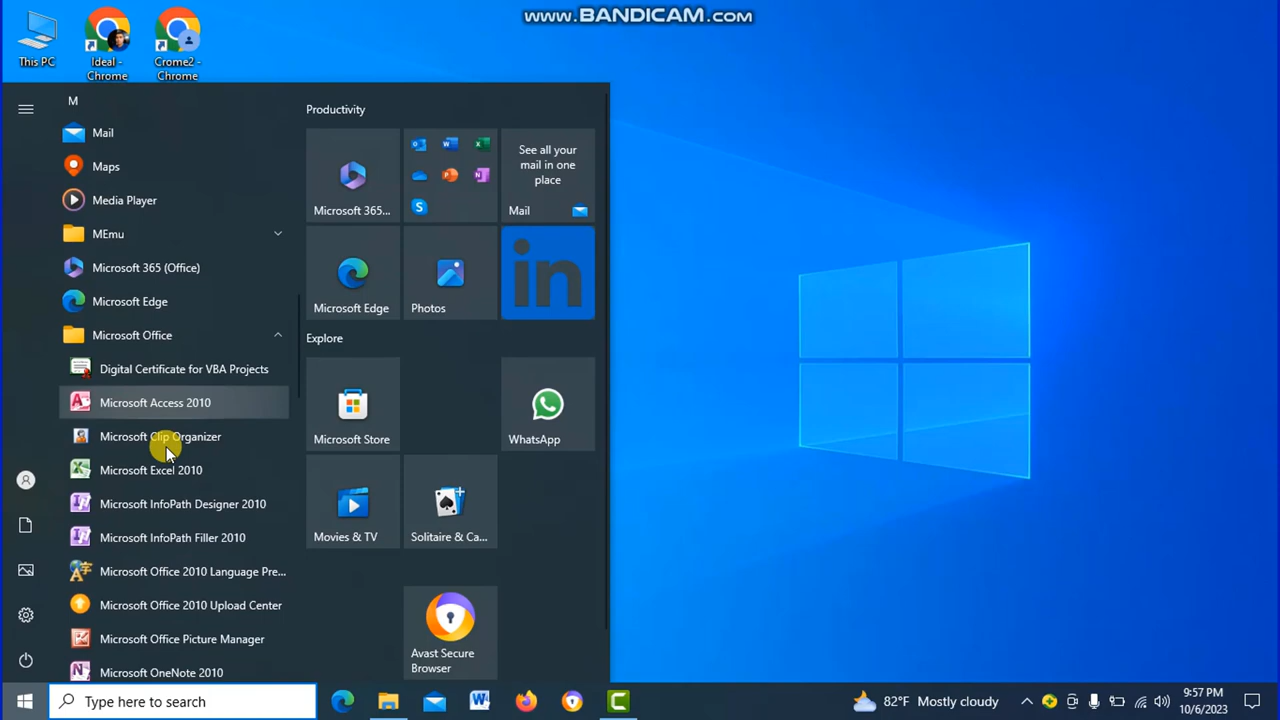 www.BANDICAM.com
This PC
Ideal -
Chrome
Crome2 -
Chrome
M
Mail
Maps
Media Player
MEmu
Microsoft 365 (Office)
Microsoft Edge
Microsoft Office
Digital Certificate for VBA Projects
Microsoft Access 2010
Microsoft Clip Organizer
Microsoft Excel 2010
Microsoft InfoPath Designer 2010
Microsoft InfoPath Filler 2010
Microsoft Office 2010 Language Pre...
Microsoft Office 2010 Upload Center
Microsoft Office Picture Manager
Microsoft OneNote 2010
Productivity
Microsoft 365...
See all your
mail in one
place
Mail
Microsoft Edge
Photos
in
Explore
Microsoft Store
WhatsApp
Movies & TV
Solitaire & Ca...
Avast Secure
Browser
Type here to search
82°F Mostly cloudy
9:57 PM
10/6/2023